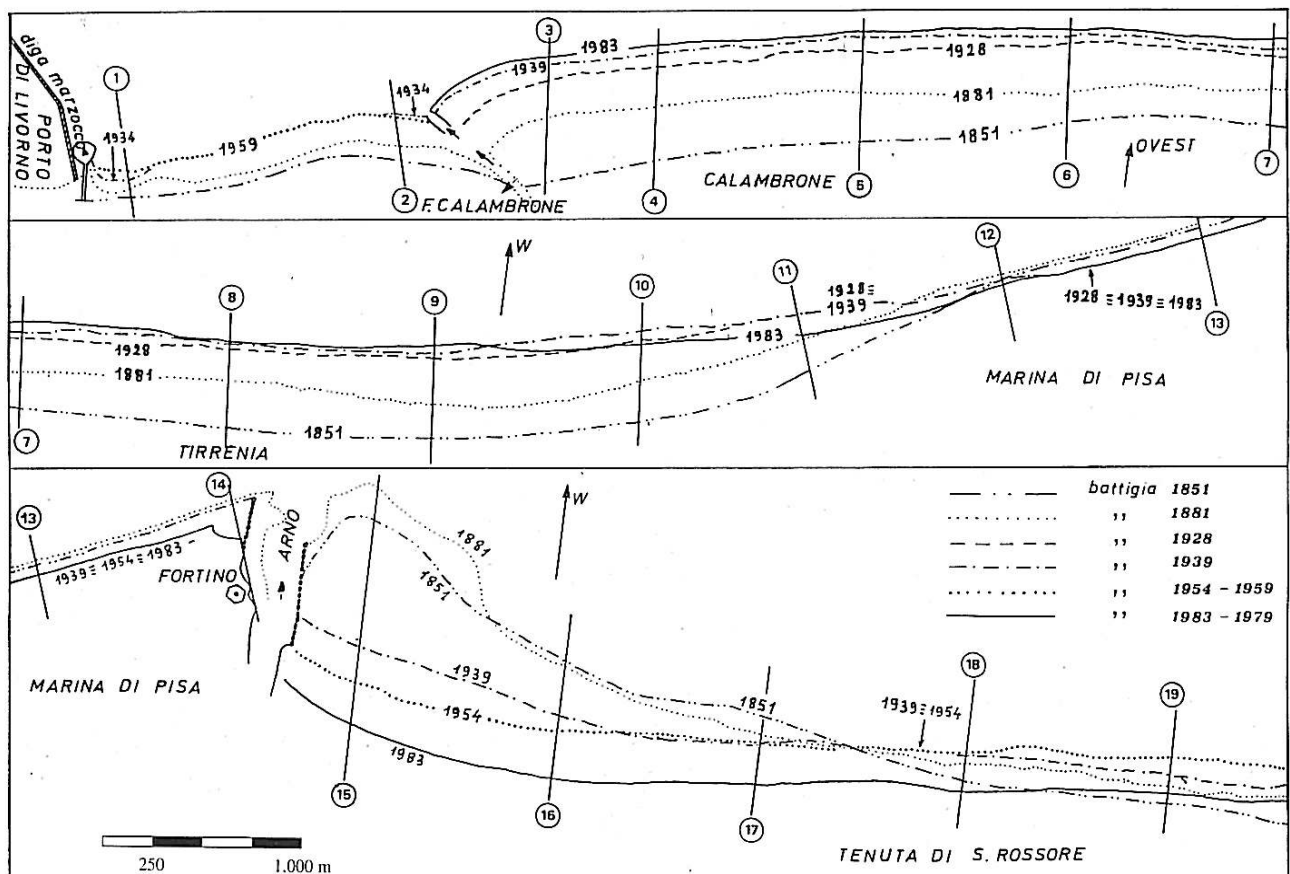 diga marzocco
PORTO
DI LIVORNO
1
1934
1959
1934
2
F. CALAMBRONE
3
1983
1939
1928
1881
1851
4
CALAMBRONE
5
6
OVEST
7
W
7
8
9
10
11
12
13
1928
1881
1851
1983
1928 ≡
1939
1928 ≡ 1939 ≡ 1983
TIRRENIA
MARINA DI PISA
13
14
1939 ≡ 1954 ≡ 1983
FORTINO
ARNO
MARINA DI PISA
W
1881
1851
1939
1954
1983
15
16
17
18
19
1851
1939 ≡ 1954
TENUTA DI S. ROSSORE
battigia 1851
,, 1881
,, 1928
,, 1939
,, 1954 - 1959
,, 1983 - 1979
250 1.000 m